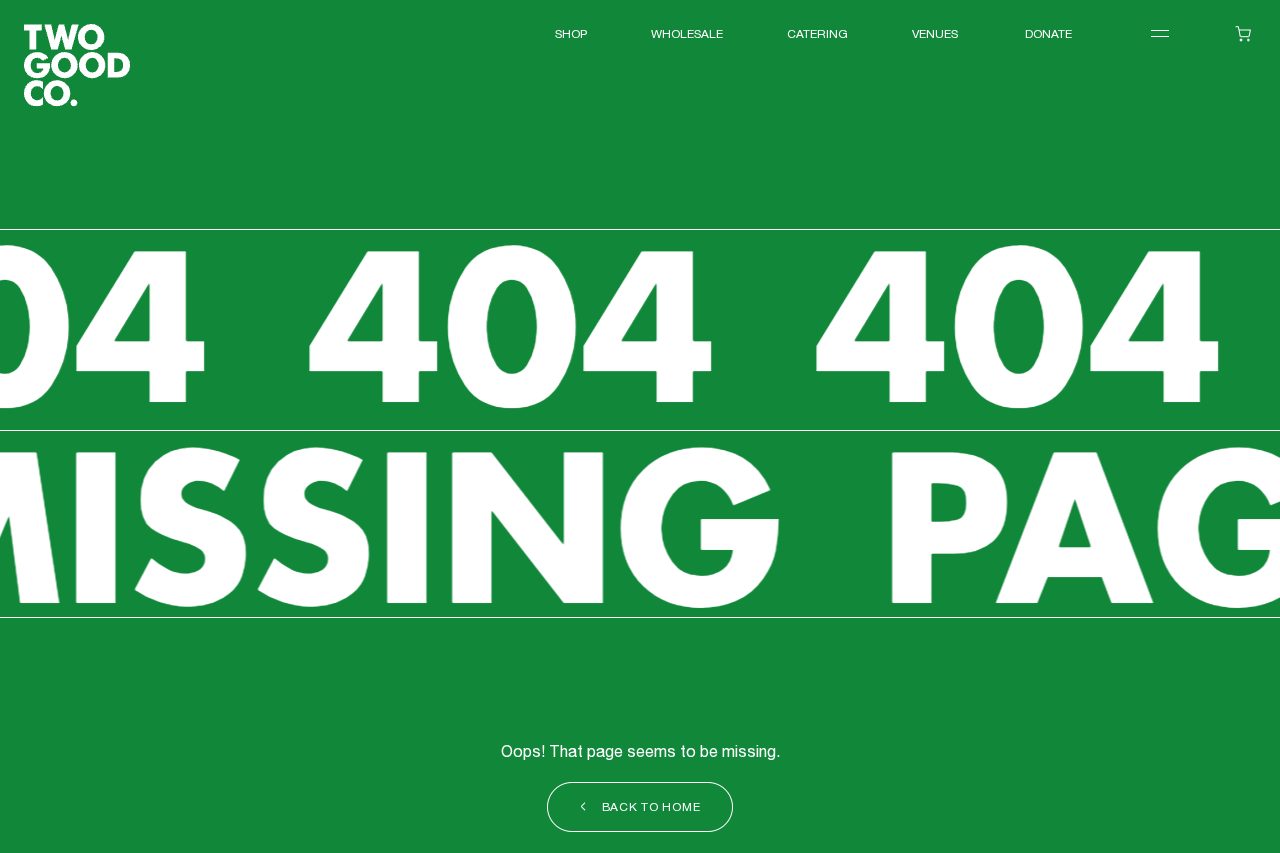 TWO
GOOD
CO.
SHOP WHOLESALE CATERING VENUES DONATE
04 404 404
MISSING PAG
Oops! That page seems to be missing.
BACK TO HOME